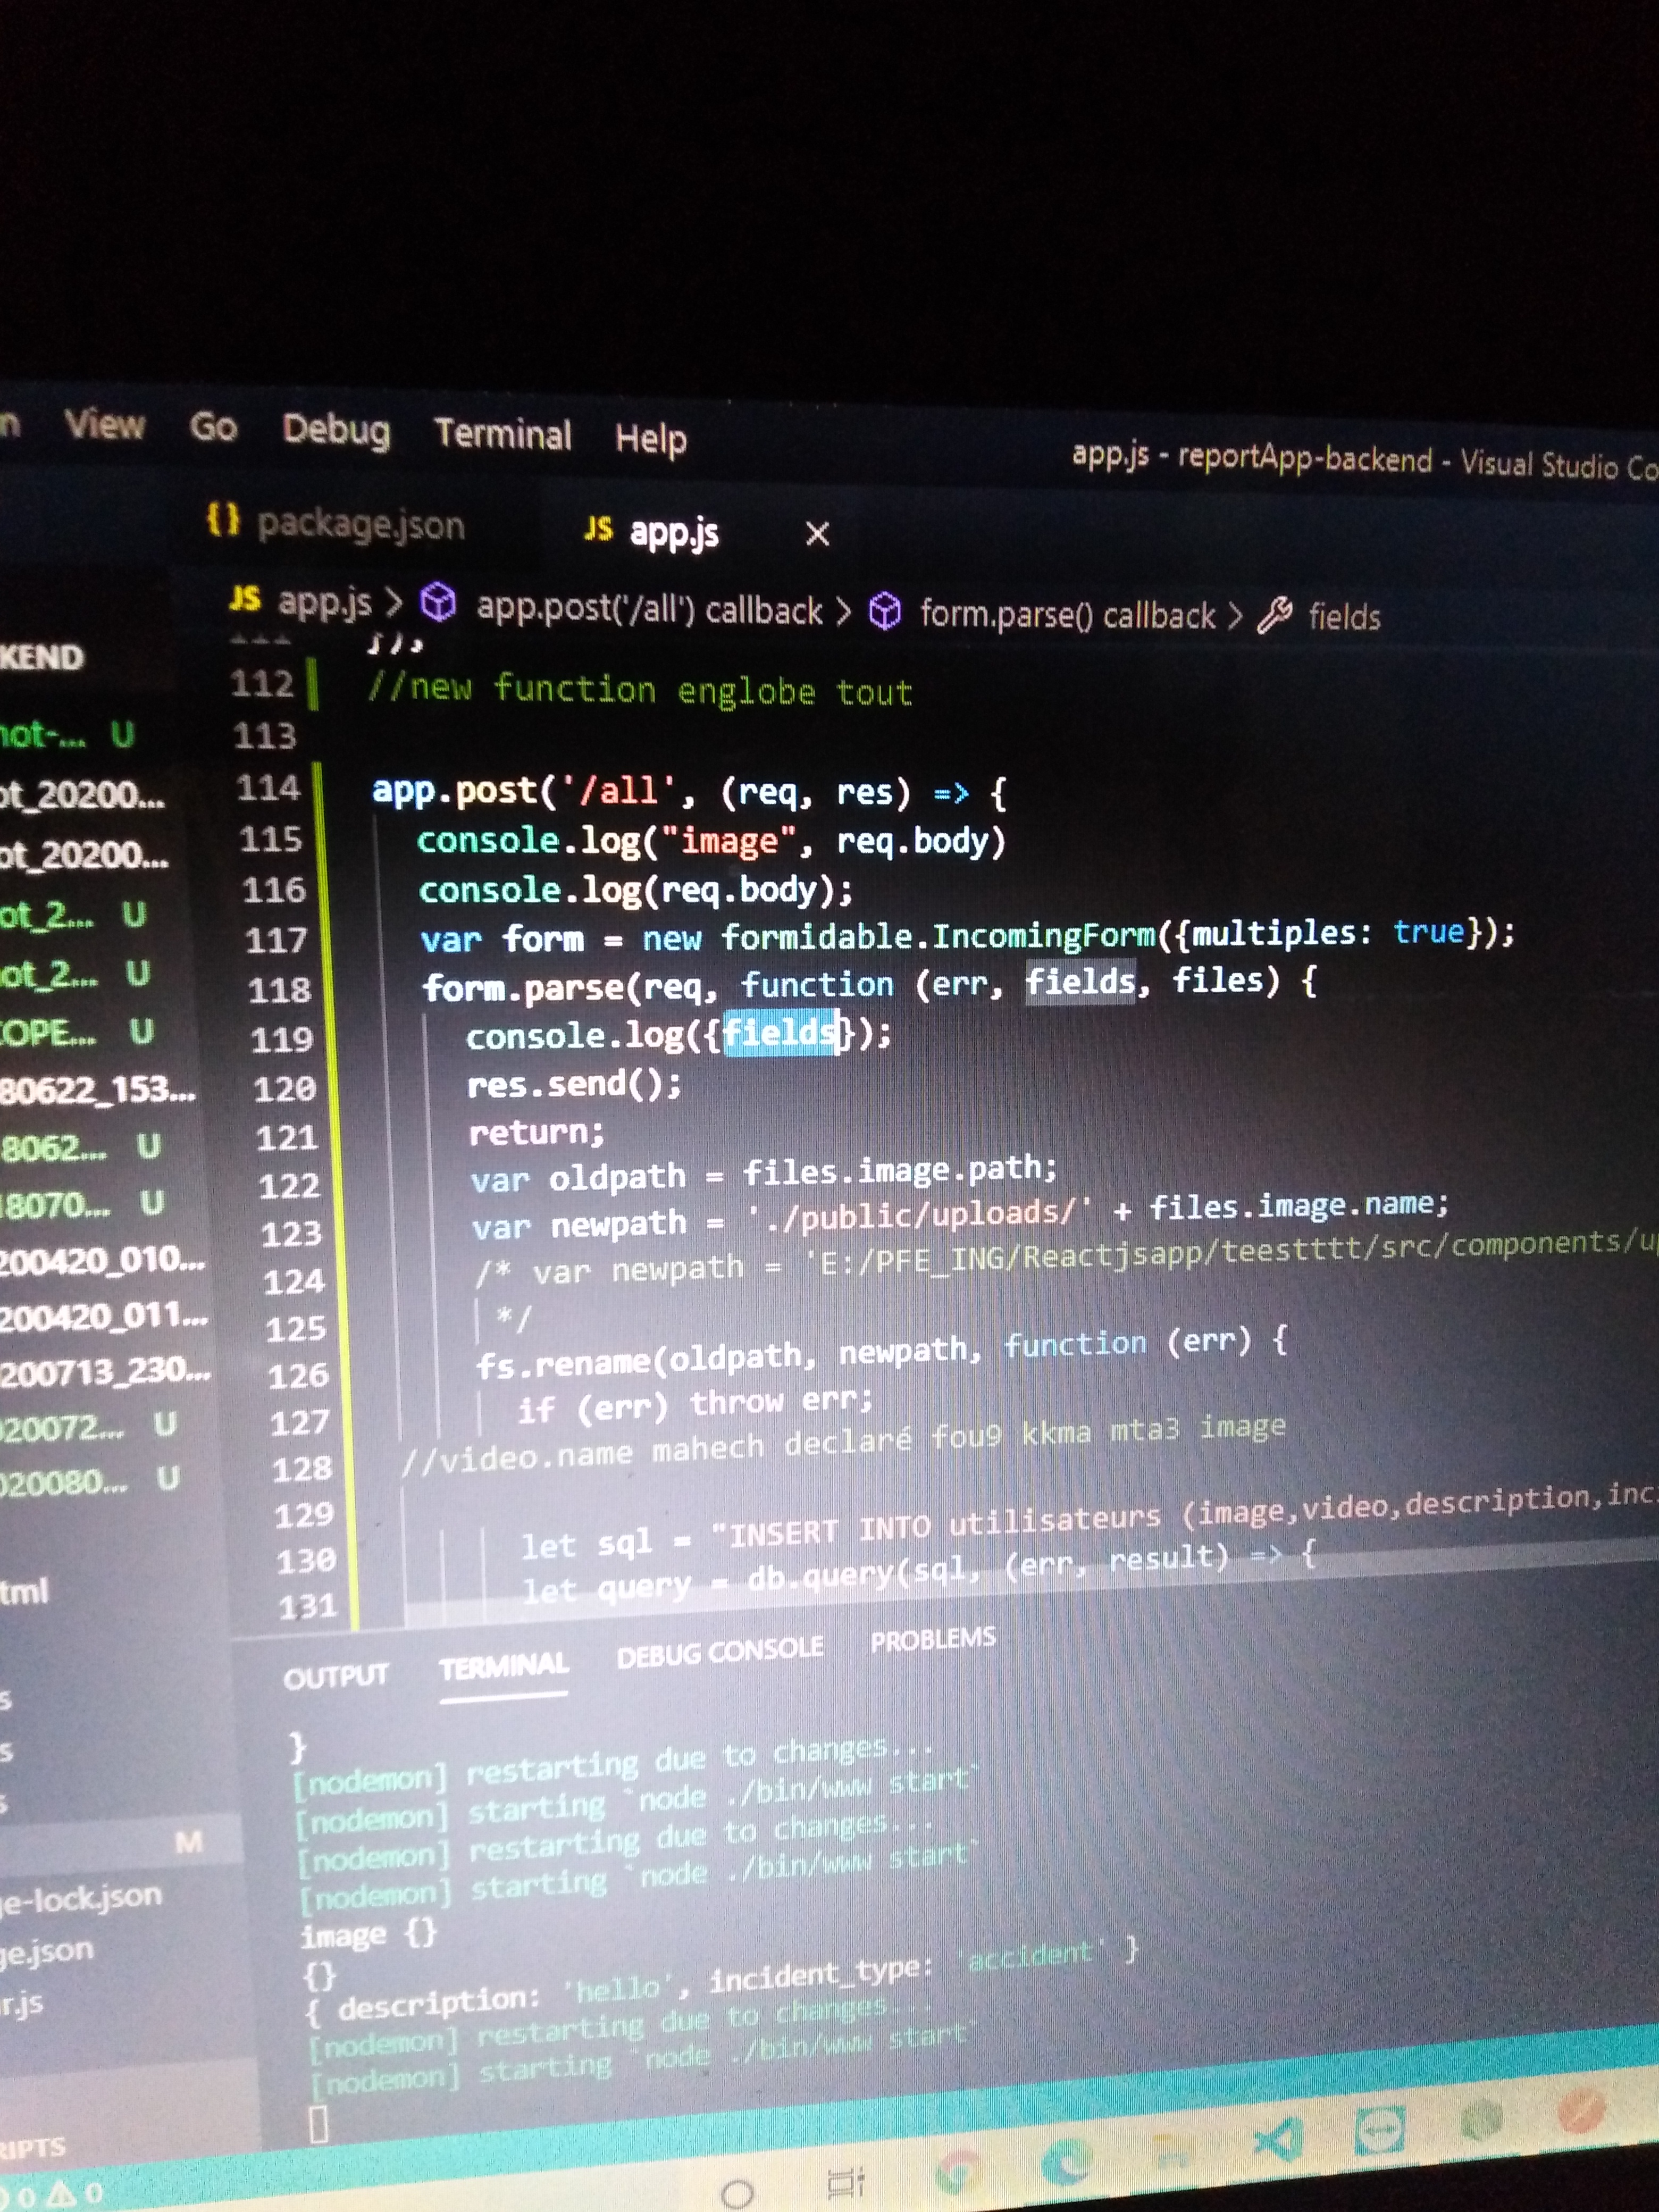 View Go Debug Terminal Help app.js - reportApp-backend - Visual Studio Co
{} package.json JS app.js ×
JS app.js > app.post('/all') callback > form.parse() callback > fields
KEND
112 //new function englobe tout
not-... U
113
ot_20200...
114 app.post('/all', (req, res) => {
115 console.log("image", req.body)
ot_20200...
116 console.log(req.body);
ot_2... U
117 var form = new formidable.IncomingForm({multiples: true});
ot_2... U
118 form.parse(req, function (err, fields, files) {
COPE... U
119 console.log({fields});
80622_153...
120 res.send();
8062... U
121 return;
122 var oldpath = files.image.path;
18070... U
123 var newpath = './public/uploads/' + files.image.name;
200420_010...
124 /* var newpath = 'E:/PFE_ING/Reactjsapp/teestttt/src/components/up
200420_011...
125 */
200713_230...
126 fs.rename(oldpath, newpath, function (err) {
020072... U
127 if (err) throw err;
020080... U
128 //video.name mahech declaré fou9 kkma mta3 image
129
130 let sql = "INSERT INTO utilisateurs (image,video,description,inc
tml
131 let query = db.query(sql, (err, result) => {
OUTPUT TERMINAL DEBUG CONSOLE PROBLEMS
s
s
s
M
e-lock.json
ge.json
r.js
}
[nodemon] restarting due to changes...
[nodemon] starting `node ./bin/www start`
[nodemon] restarting due to changes...
[nodemon] starting `node ./bin/www start`
image {}
{}
{ description: 'hello', incident_type: 'accident' }
[nodemon] restarting due to changes...
[nodemon] starting `node ./bin/www start`
RIPTS
0 0